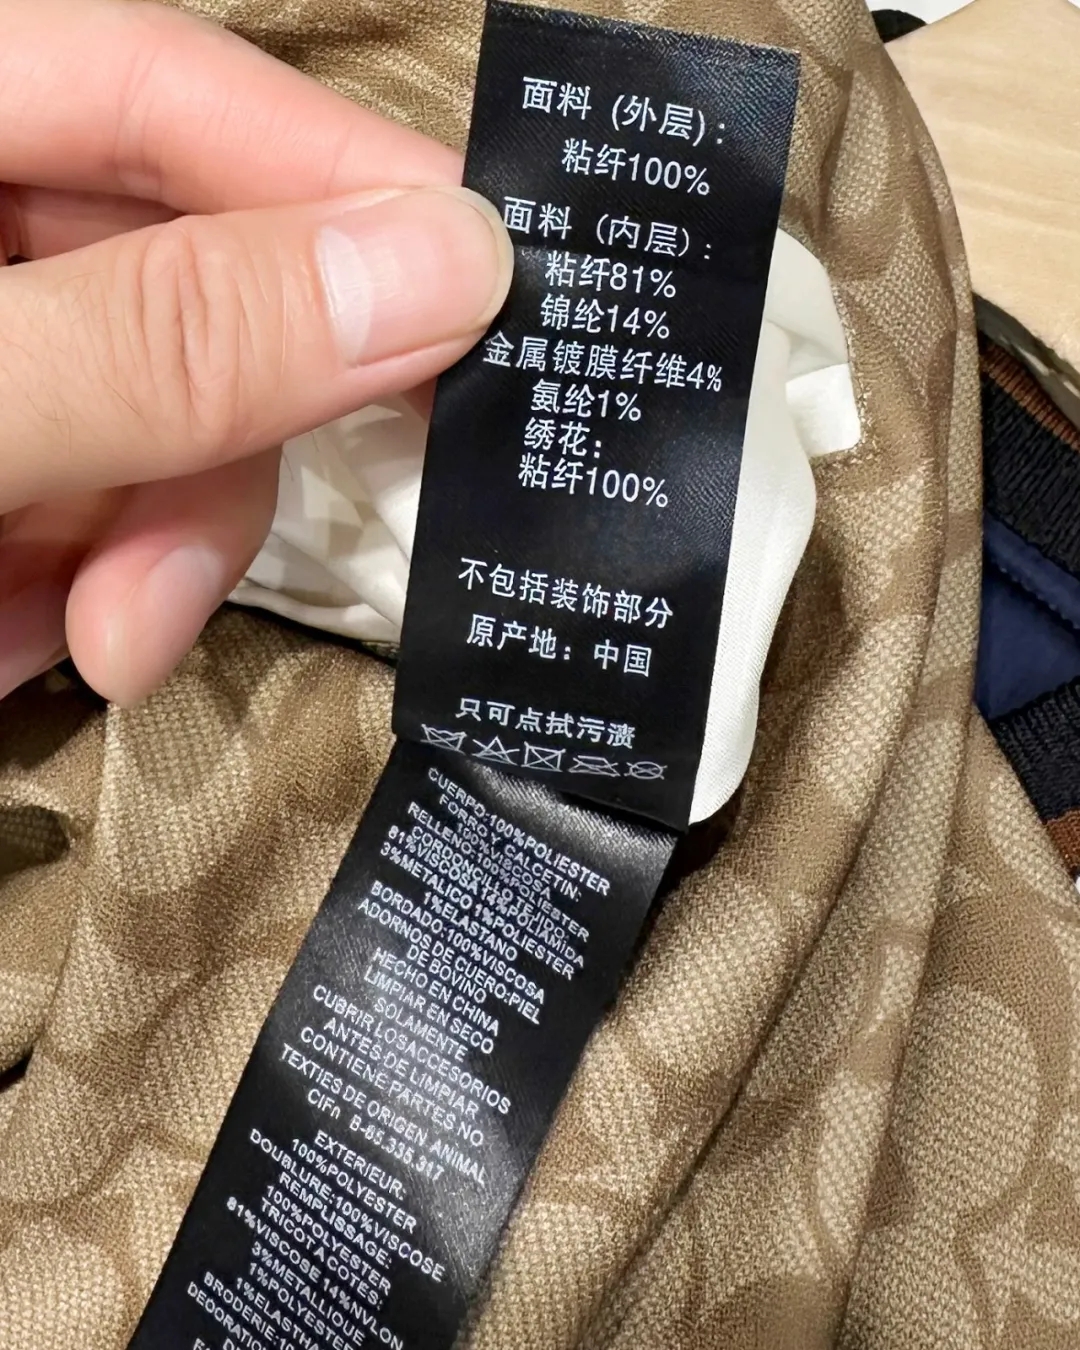 面料 (外层):
粘纤100%
面料 (内层):
粘纤81%
锦纶14%
金属镀膜纤维4%
氨纶1%
绣花:
粘纤100%
不包括装饰部分
原产地: 中国
只可点拭污渍
CUERPO:100%POLIESTER
FORRO Y CALCETIN:
100%VISCOSA
RELLENO:100%POLIESTER
CORDONCILLO TEJIDO:
81%VISCOSA 14%POLIAMIDA
3%METALICO 1%POLIESTER
1%ELASTANO
BORDADO:100%VISCOSA
ADORNOS DE CUERO:PIEL
DE BOVINO
HECHO EN CHINA
LIMPIAR EN SECO
SOLAMENTE
CUBRIR LOSACCESORIOS
ANTES DE LIMPIAR
CONTIENE PARTES NO
TEXTIES DE ORIGEN ANIMAL
CIFn B-85.335.317
EXTERIEUR:
100%POLYESTER
DOUBLURE:100%VISCOSE
REMPLISSAGE:
100%POLYESTER
TRICOT A COTES:
81%VISCOSE 14%NVLON
3%METALLIQUE
1%POLYESTER
1%ELASTHA
BRODERIE:10